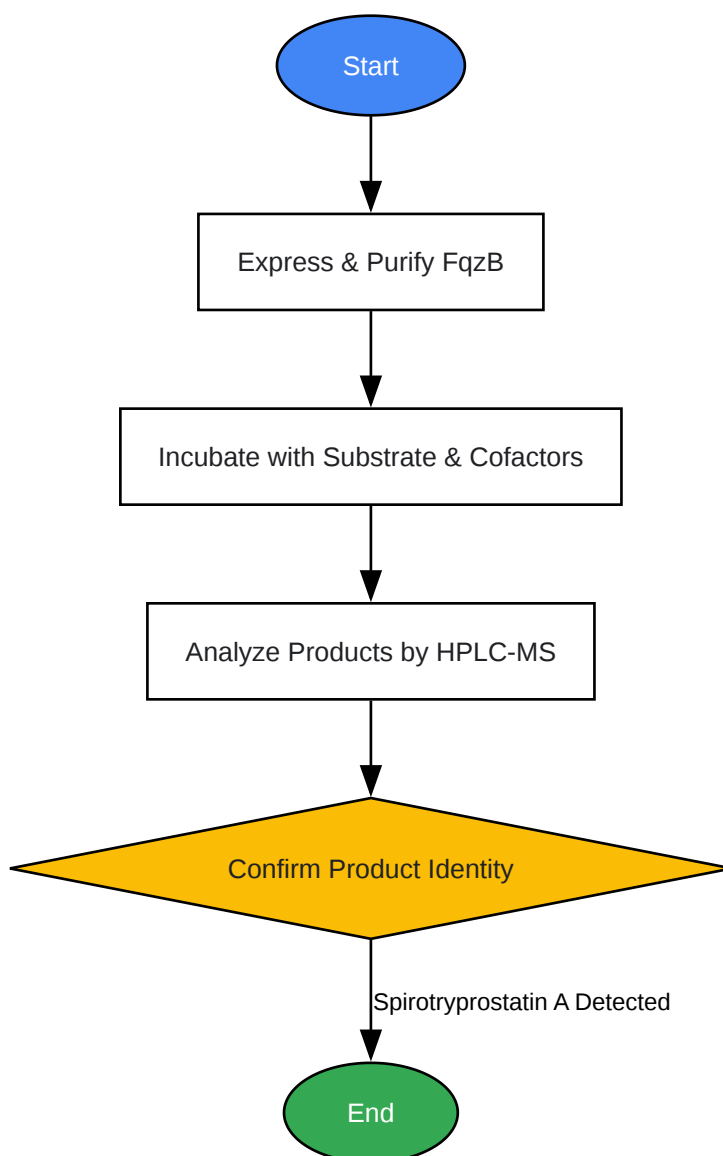 Start
Express & Purify FqzB
Incubate with Substrate & Cofactors
Analyze Products by HPLC-MS
Confirm Product Identity
Spirotryprostatin A Detected
End